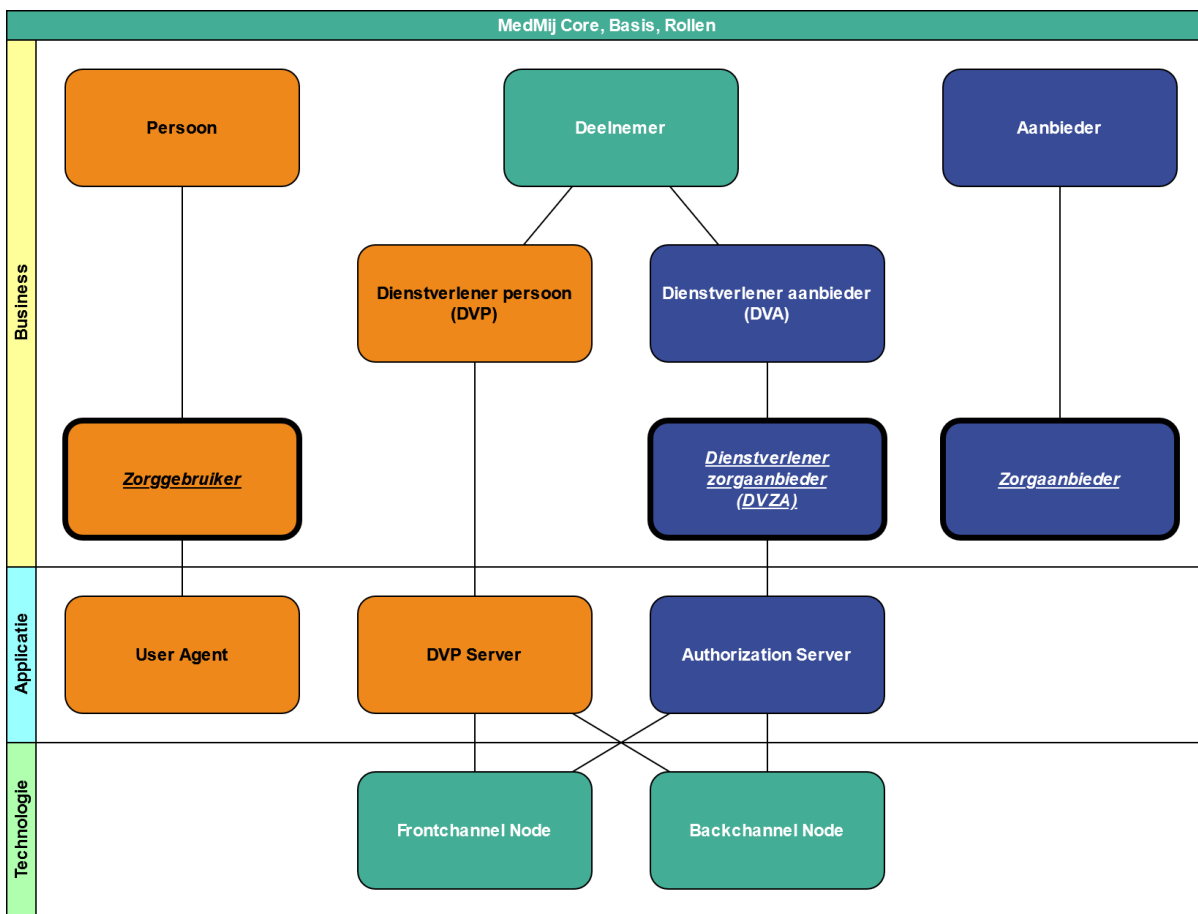 MedMij Core, Basis, Rollen
Business
Persoon
Deelnemer
Aanbieder
Dienstverlener persoon
(DVP)
Dienstverlener aanbieder
(DVA)
Zorggebruiker
Dienstverlener
zorgaanbieder
(DVZA)
Zorgaanbieder
Applicatie
User Agent
DVP Server
Authorization Server
Technologie
Frontchannel Node
Backchannel Node